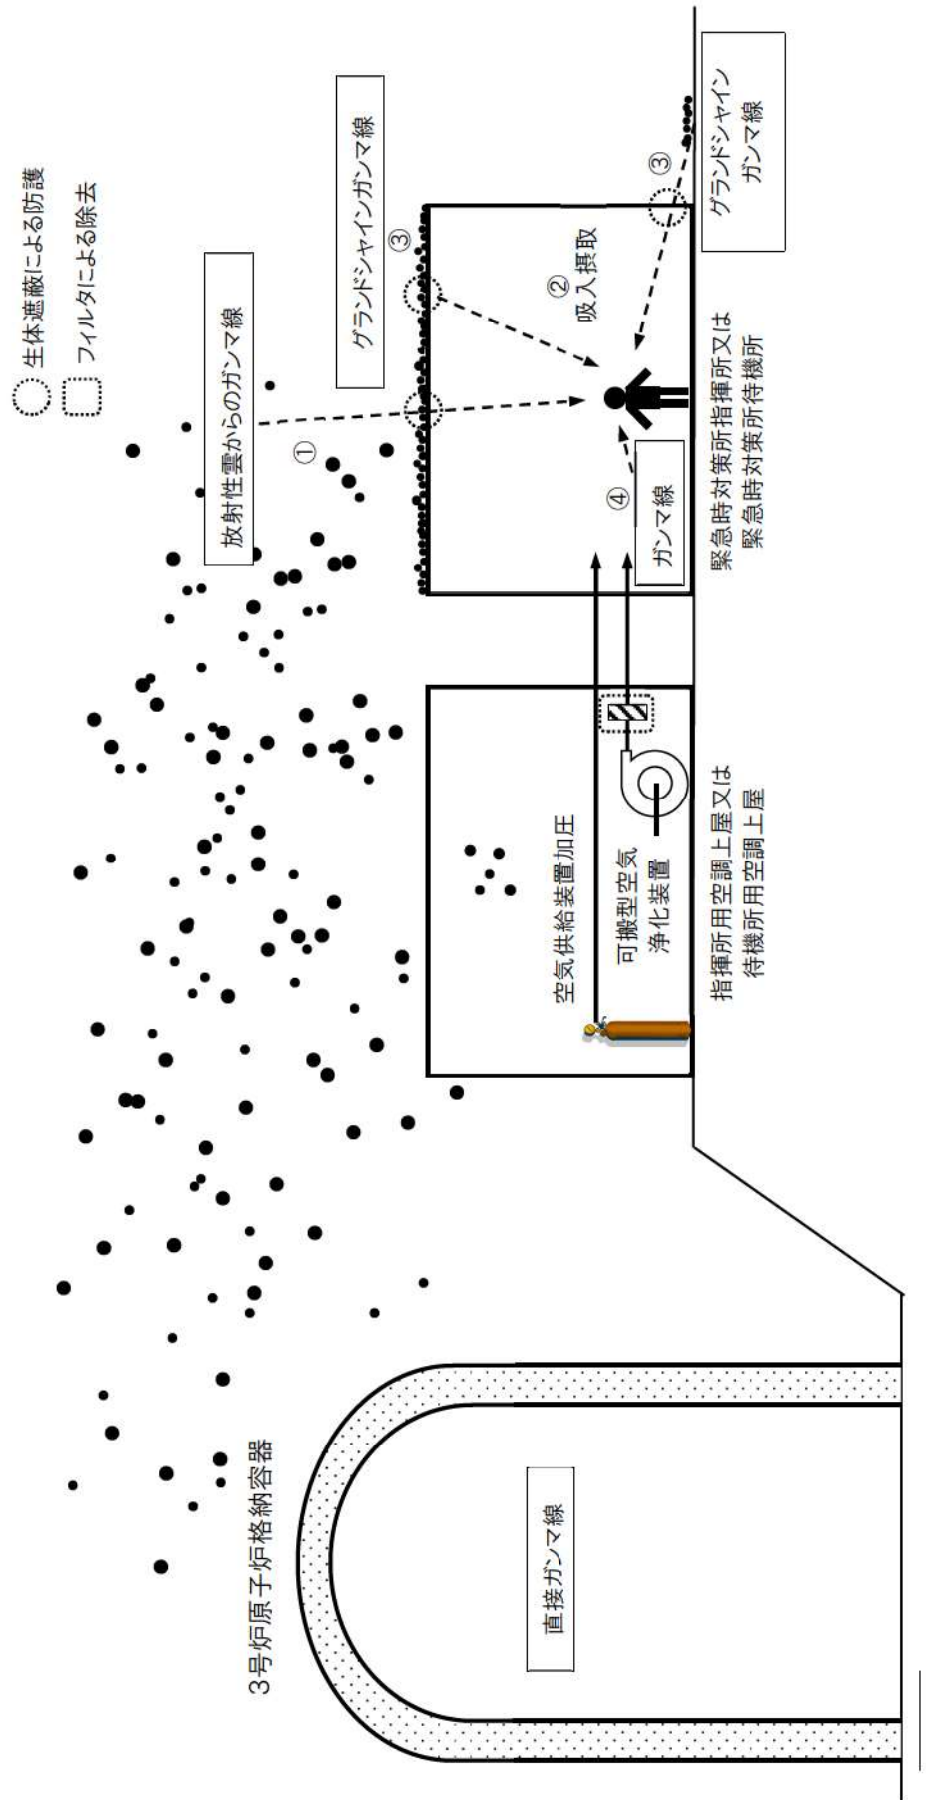 生体遮蔽による防護
フィルタによる除去
放射性雲からのガンマ線
グランドシャインガンマ線
①
③
②
吸入摂取
③
グランドシャイン
ガンマ線
④
ガンマ線
緊急時対策所指揮所又は
緊急時対策所待機所
空気供給装置加圧
可搬型空気
浄化装置
指揮所用空調上屋又は
待機所用空調上屋
3号炉原子炉格納容器
直接ガンマ線